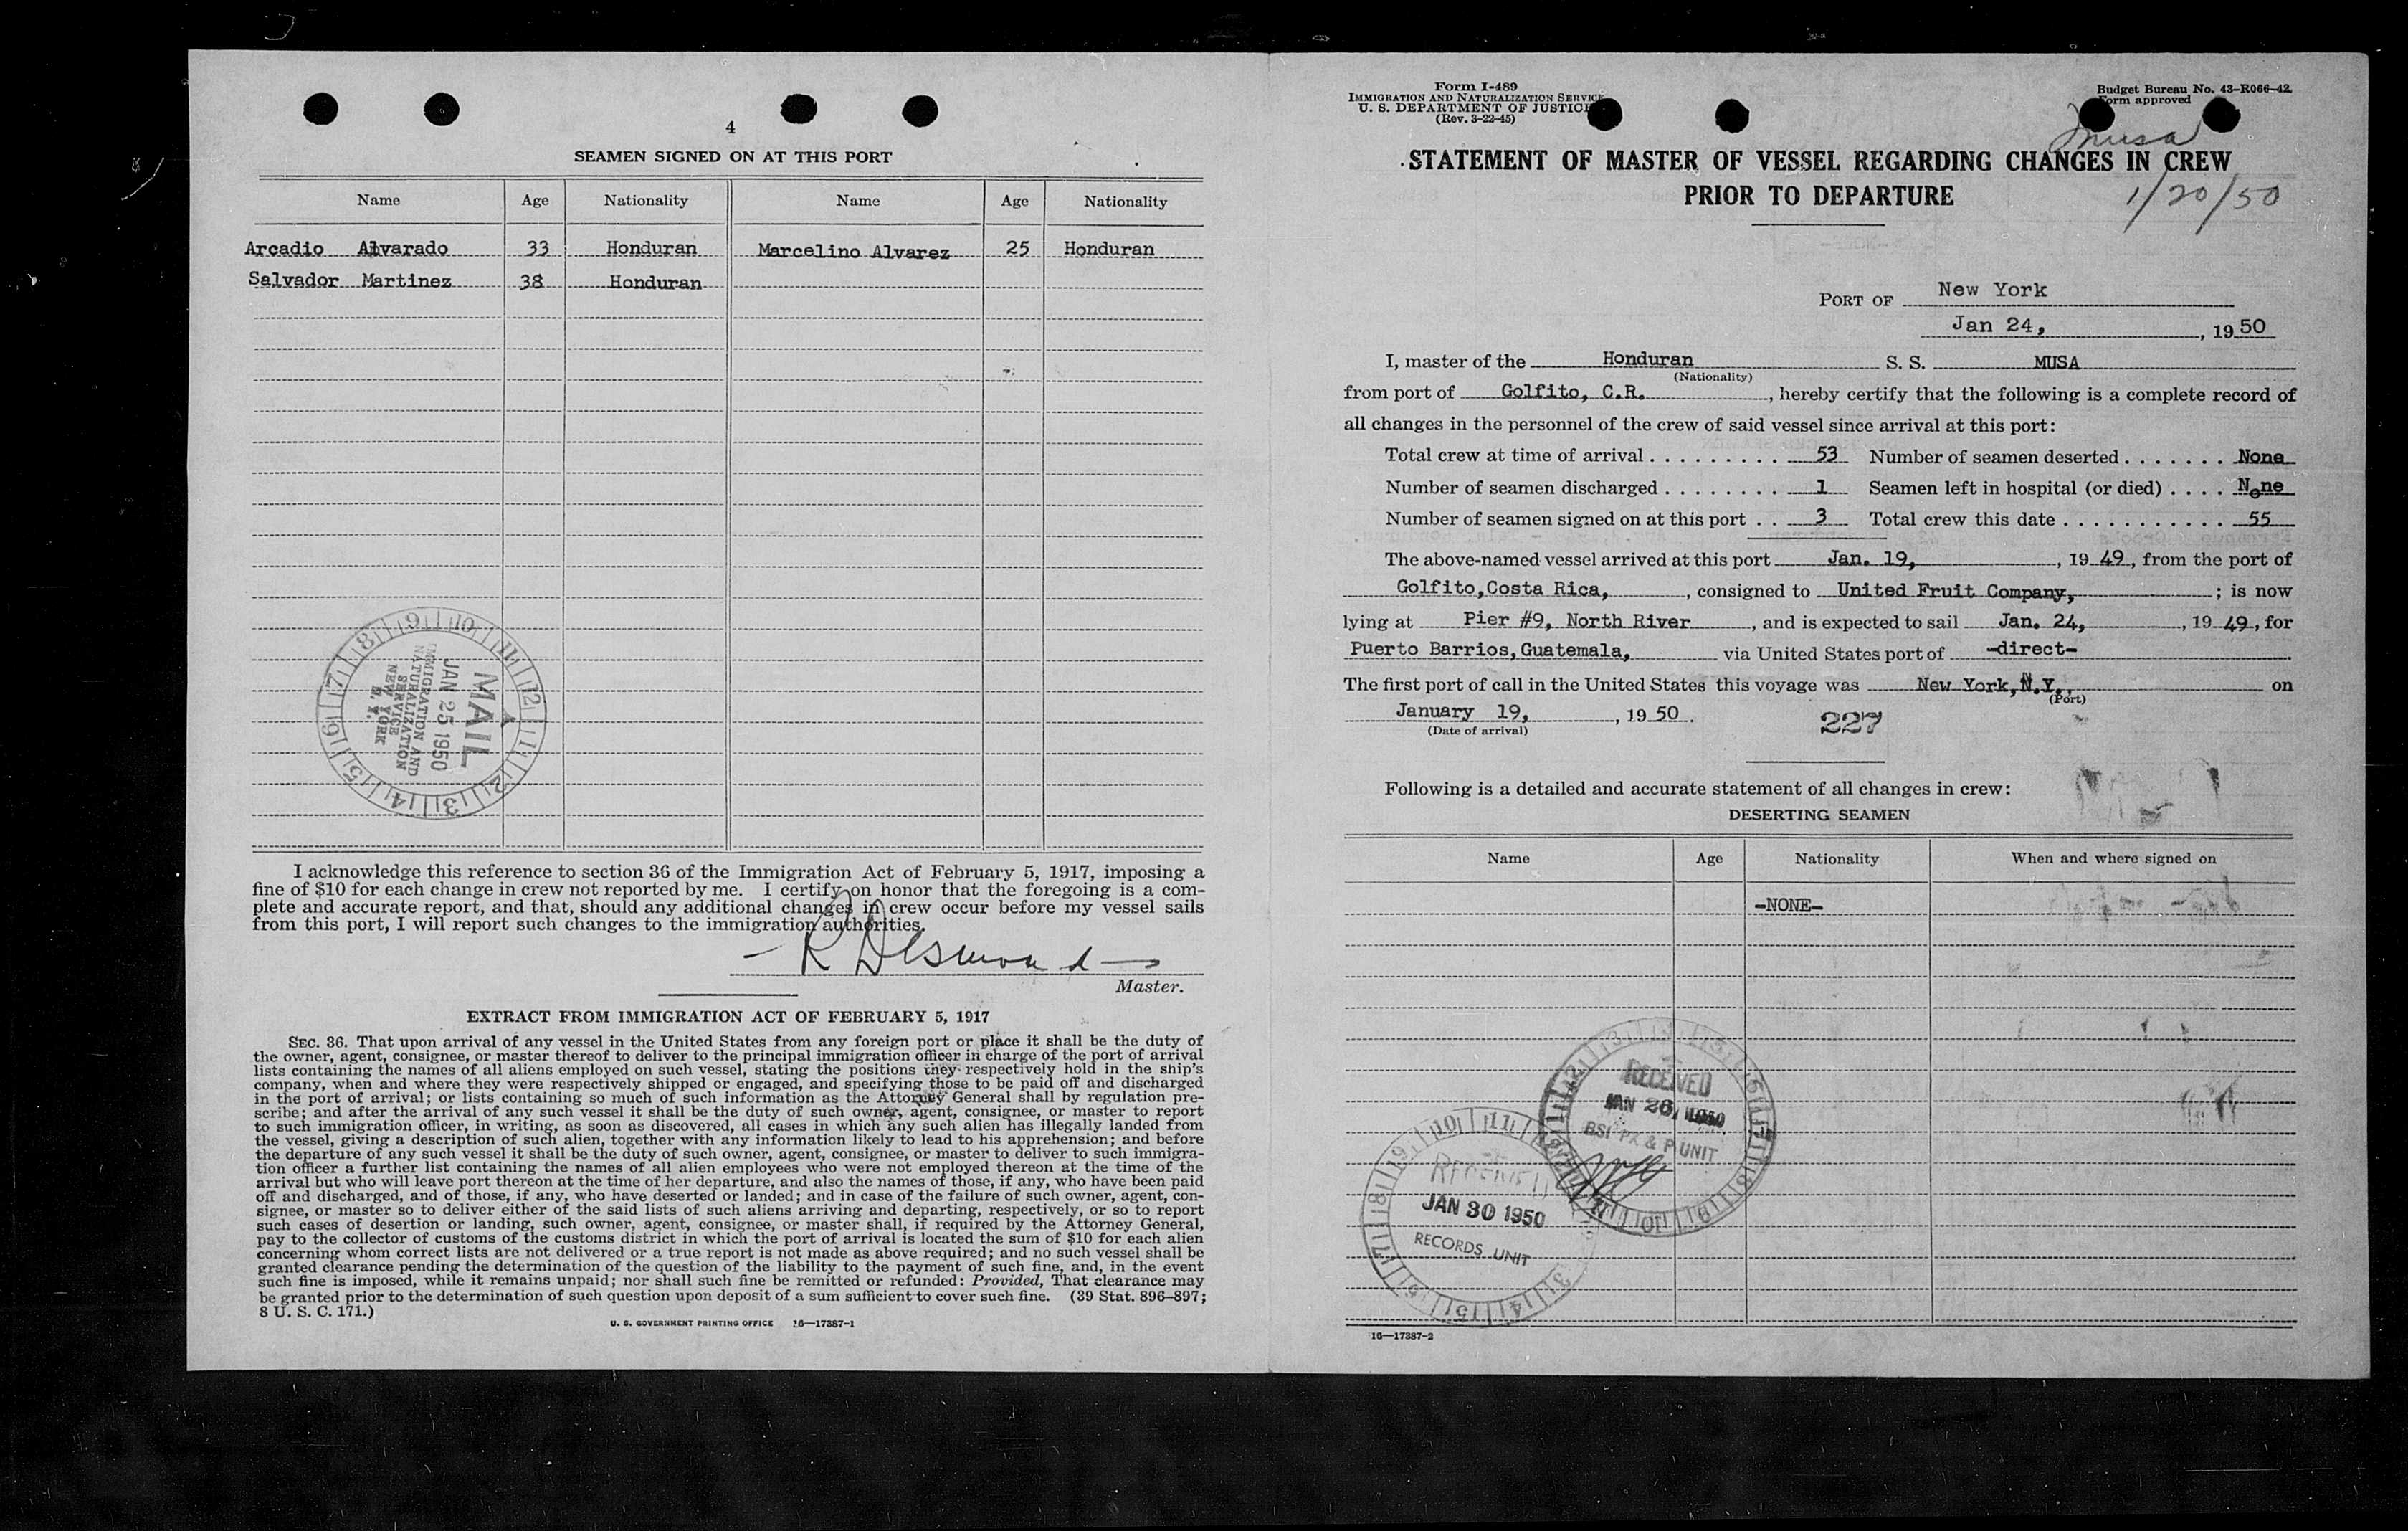 4
SEAMEN SIGNED ON AT THIS PORT
Name Age Nationality Name Age Nationality
Arcadio Alvarado 33 Honduran Marcelino Alvarez 25 Honduran
Salvador Martinez 38 Honduran
MAIL
JAN 25 1950
IMMIGRATION AND
NATURALIZATION
SERVICE
NEW YORK
N. Y.
I acknowledge this reference to section 36 of the Immigration Act of February 5, 1917, imposing a
fine of $10 for each change in crew not reported by me. I certify on honor that the foregoing is a com-
plete and accurate report, and that, should any additional changes in crew occur before my vessel sails
from this port, I will report such changes to the immigration authorities.
R Desmond
Master.
EXTRACT FROM IMMIGRATION ACT OF FEBRUARY 5, 1917
SEC. 36. That upon arrival of any vessel in the United States from any foreign port or place it shall be the duty of
the owner, agent, consignee, or master thereof to deliver to the principal immigration officer in charge of the port of arrival
lists containing the names of all aliens employed on such vessel, stating the positions they respectively hold in the ship's
company, when and where they were respectively shipped or engaged, and specifying those to be paid off and discharged
in the port of arrival; or lists containing so much of such information as the Attorney General shall by regulation pre-
scribe; and after the arrival of any such vessel it shall be the duty of such owner, agent, consignee, or master to report
to such immigration officer, in writing, as soon as discovered, all cases in which any such alien has illegally landed from
the vessel, giving a description of such alien, together with any information likely to lead to his apprehension; and before
the departure of any such vessel it shall be the duty of such owner, agent, consignee, or master to deliver to such immigra-
tion officer a further list containing the names of all alien employees who were not employed thereon at the time of the
arrival but who will leave port thereon at the time of her departure, and also the names of those, if any, who have been paid
off and discharged, and of those, if any, who have deserted or landed; and in case of the failure of such owner, agent, con-
signee, or master so to deliver either of the said lists of such aliens arriving and departing, respectively, or so to report
such cases of desertion or landing, such owner, agent, consignee, or master shall, if required by the Attorney General,
pay to the collector of customs of the customs district in which the port of arrival is located the sum of $10 for each alien
concerning whom correct lists are not delivered or a true report is not made as above required; and no such vessel shall be
granted clearance pending the determination of the question of the liability to the payment of such fine, and, in the event
such fine is imposed, while it remains unpaid; nor shall such fine be remitted or refunded: Provided, That clearance may
be granted prior to the determination of such question upon deposit of a sum sufficient to cover such fine. (39 Stat. 896–897;
8 U. S. C. 171.)
U. S. GOVERNMENT PRINTING OFFICE 16—17387-1
Form I-489
IMMIGRATION AND NATURALIZATION SERVICE
U. S. DEPARTMENT OF JUSTICE
(Rev. 3-22-45)
Budget Bureau No. 43–R066–42.
Form approved
Musa
STATEMENT OF MASTER OF VESSEL REGARDING CHANGES IN CREW
PRIOR TO DEPARTURE
1/20/50
PORT OF New York
Jan 24, , 19 50
I, master of the Honduran S. S. MUSA
(Nationality)
from port of Golfito, C.R. , hereby certify that the following is a complete record of
all changes in the personnel of the crew of said vessel since arrival at this port:
Total crew at time of arrival . . . . . . . . . . 53 Number of seamen deserted . . . . . . . None
Number of seamen discharged . . . . . . . . 1 Seamen left in hospital (or died) . . . . None
Number of seamen signed on at this port . . 3 Total crew this date . . . . . . . . . . . 55
The above-named vessel arrived at this port Jan. 19, , 19 49, from the port of
Golfito,Costa Rica, , consigned to United Fruit Company, ; is now
lying at Pier #9, North River , and is expected to sail Jan. 24, , 19 49, for
Puerto Barrios,Guatemala, via United States port of -direct-
The first port of call in the United States this voyage was New York,N.Y., on
(Port)
January 19, , 19 50 .
(Date of arrival)
227
Following is a detailed and accurate statement of all changes in crew:
DESERTING SEAMEN
Name Age Nationality When and where signed on
-NONE-
RECEIVED
JAN 26, 1950
BSI PX & P UNIT
RECEIVED
JAN 30 1950
RECORDS UNIT
16—17387-2